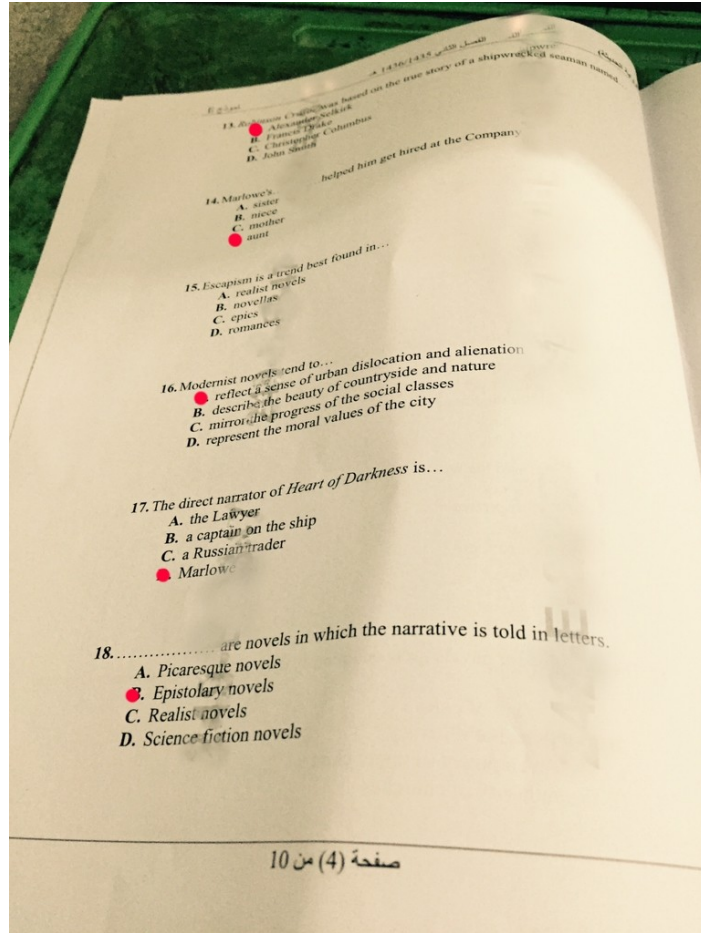 الفصل الثاني 1436/1435 هـ
13. Robinson Crusoe was based on the true story of a shipwrecked seaman named
Alexander Selkirk
B. Francis Drake
C. Christopher Columbus
D. John Smith
14. Marlowe's helped him get hired at the Company
A. sister
B. niece
C. mother
aunt
15. Escapism is a trend best found in…
A. realist novels
B. novellas
C. epics
D. romances
16. Modernist novels tend to…
reflect a sense of urban dislocation and alienation
B. describe the beauty of countryside and nature
C. mirror the progress of the social classes
D. represent the moral values of the city
17. The direct narrator of Heart of Darkness is…
A. the Lawyer
B. a captain on the ship
C. a Russian trader
Marlowe
18. .................. are novels in which the narrative is told in letters.
A. Picaresque novels
B. Epistolary novels
C. Realist novels
D. Science fiction novels
صفحة (4) من 10